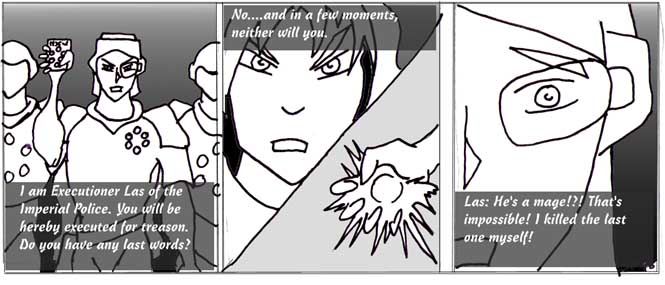 I am Executioner Las of the
Imperial Police. You will be
hereby executed for treason.
Do you have any last words?
No....and in a few moments,
neither will you.
Las: He's a mage!?! That's
impossible! I killed the last
one myself!